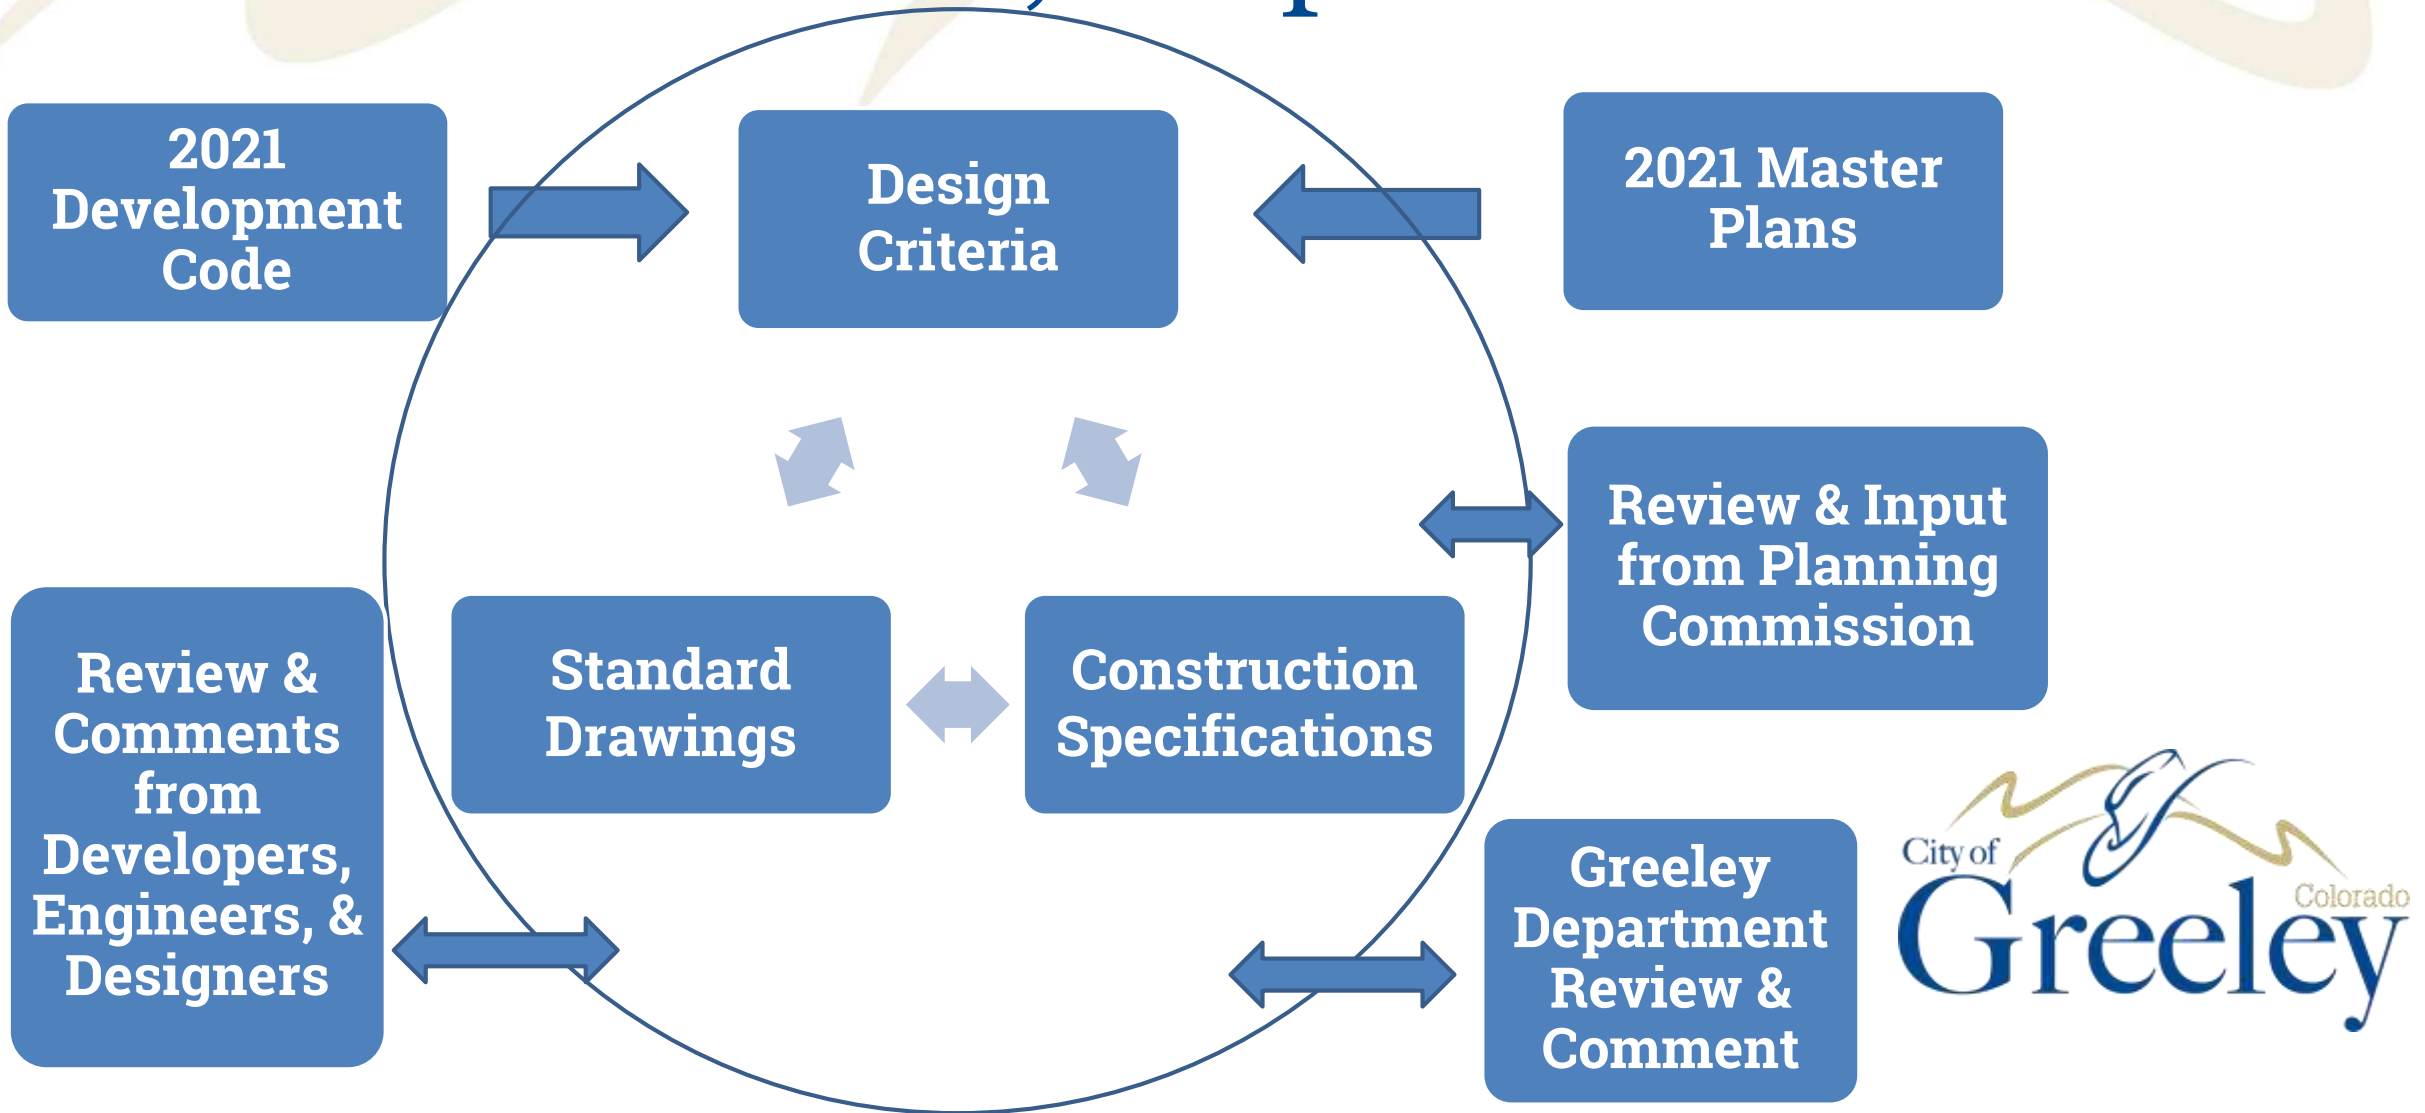 2021
Development
Code
Design
Criteria
2021 Master
Plans
Review & Input
from Planning
Commission
Review &
Comments
from
Developers,
Engineers, &
Designers
Standard
Drawings
Construction
Specifications
Greeley
Department
Review &
Comment
City of
Greeley
Colorado